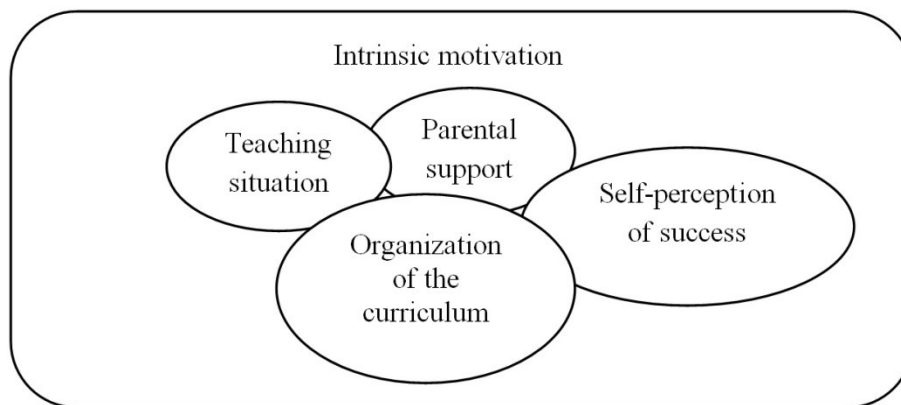 Intrinsic motivation
Teaching
situation
Parental
support
Self-perception
of success
Organization
of the
curriculum